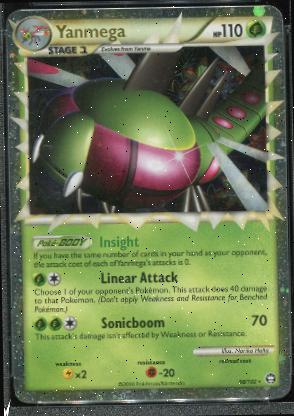 Yanmega HP 110
STAGE 1 Evolves from Yanma
Poké-BODY Insight
If you have the same number of cards in your hand as your opponent,
the attack cost of each of Yanmega's attacks is 0.
Linear Attack
Choose 1 of your opponent's Pokémon. This attack does 40 damage
to that Pokémon. (Don't apply Weakness and Resistance for Benched
Pokémon.)
Sonicboom 70
This attack's damage isn't affected by Weakness or Resistance.
Illus. Noriko Hotta
weakness resistance retreat cost
×2 -20
©2010 Pokémon/Nintendo 98/102